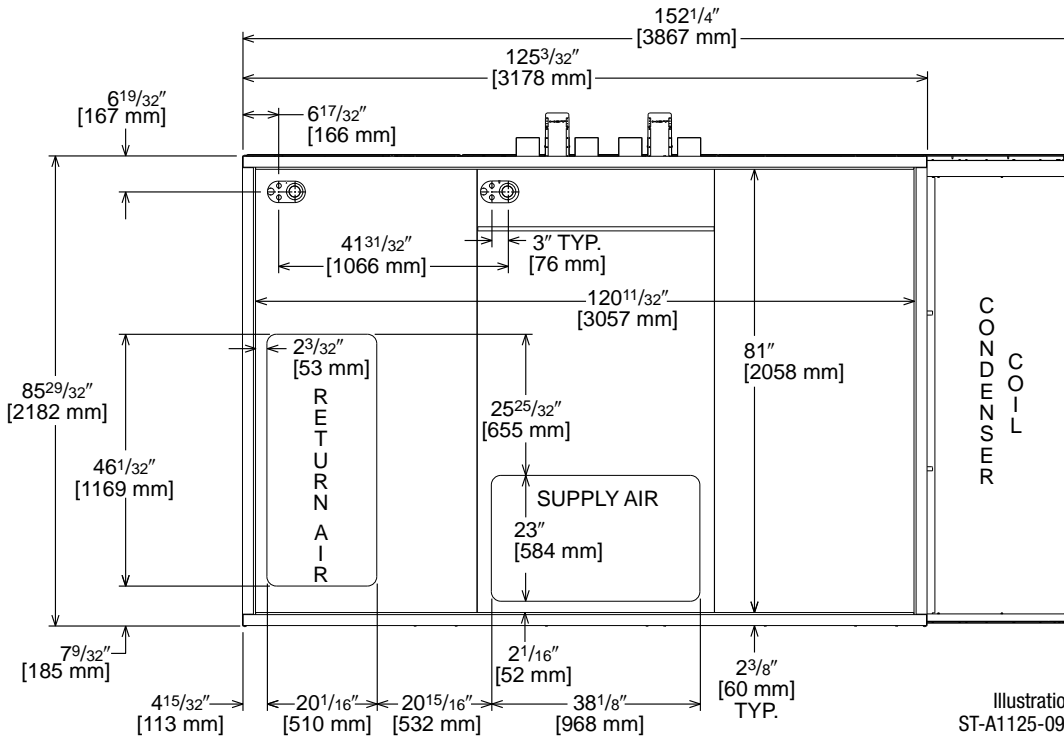 152 1/4"
[3867 mm]
125 3/32"
[3178 mm]
6 19/32"
[167 mm]
6 17/32"
[166 mm]
41 31/32"
[1066 mm]
3" TYP.
[76 mm]
120 11/32"
[3057 mm]
2 3/32"
[53 mm]
81"
[2058 mm]
85 29/32"
[2182 mm]
25 25/32"
[655 mm]
46 1/32"
[1169 mm]
RETURN AIR
SUPPLY AIR
23"
[584 mm]
CONDENSER
COIL
7 9/32"
[185 mm]
2 1/16"
[52 mm]
2 3/8"
[60 mm]
TYP.
4 15/32"
[113 mm]
20 1/16"
[510 mm]
20 15/16"
[532 mm]
38 1/8"
[968 mm]
Illustratio
ST-A1125-09